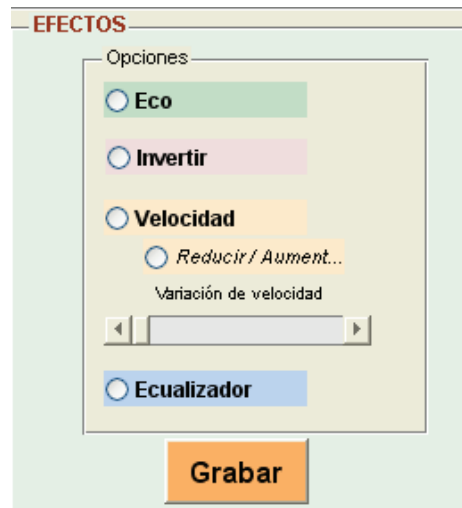 EFECTOS
Opciones
Eco
Invertir
Velocidad
Reducir/ Aument...
Variación de velocidad
Ecualizador
Grabar